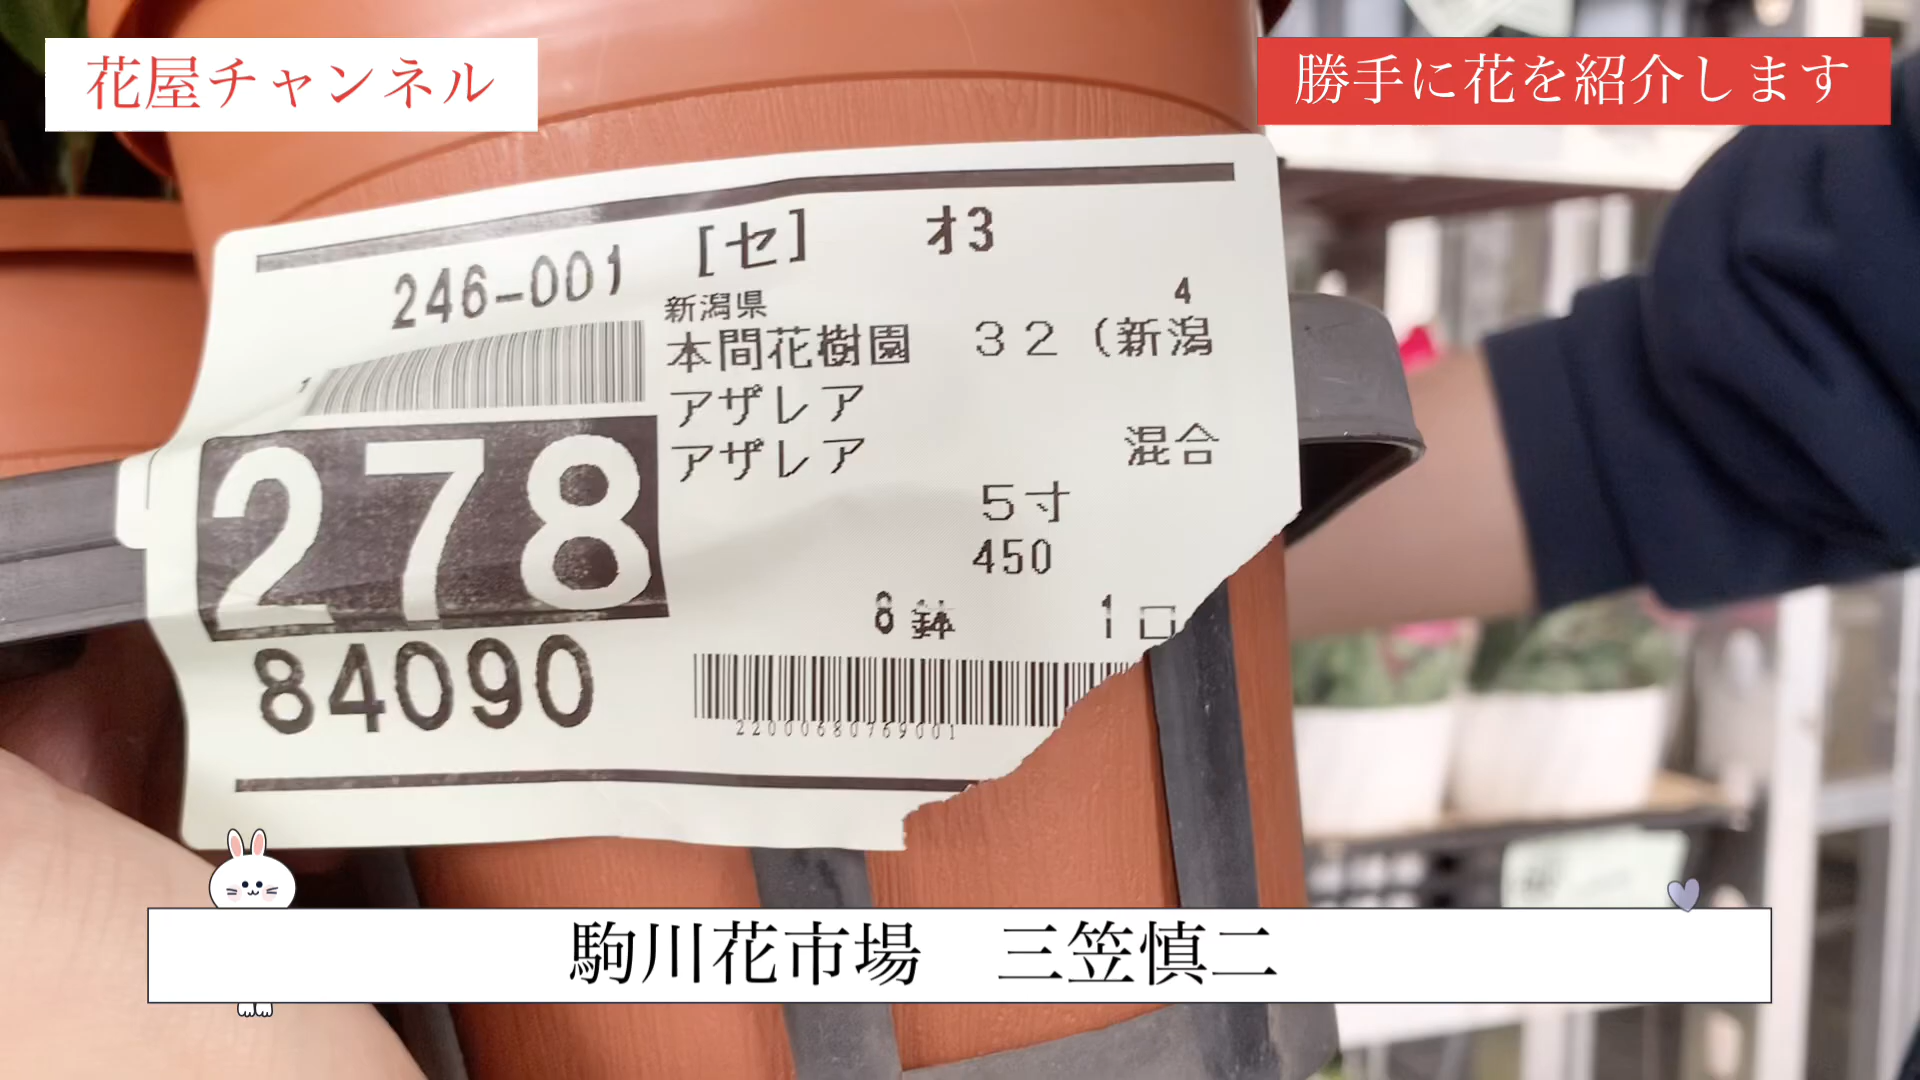 花屋チャンネル
勝手に花を紹介します
246-001
[セ] オ3
新潟県
4
本間花樹園 32(新潟
アザレア
アザレア 混合
5寸
450
8鉢 1口
1
278
84090
22000680769001
駒川花市場 三笠慎二